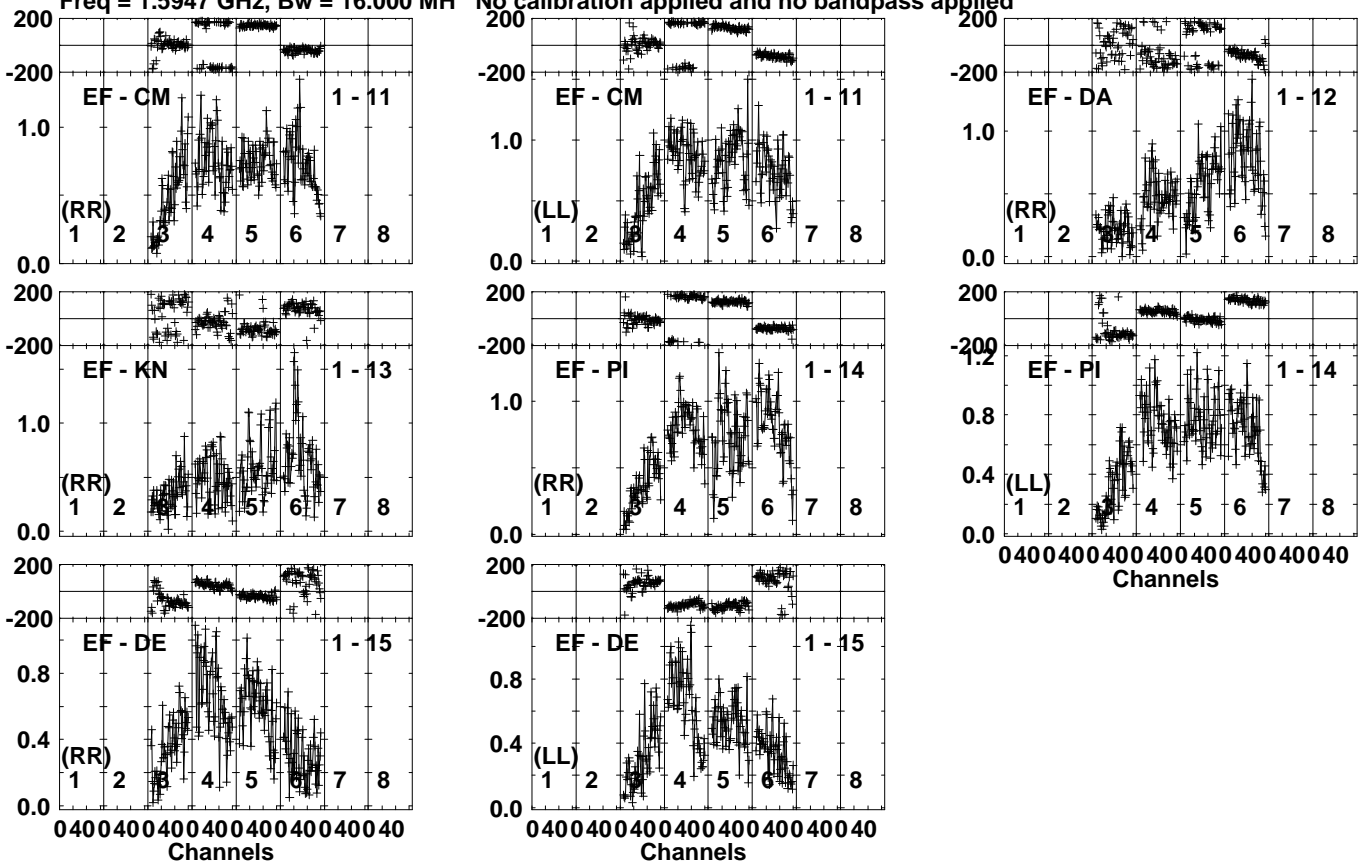 Freq = 1.5947 GHz, Bw = 16.000 MH No calibration applied and no bandpass applied
200 200 200
-200 -200 -200
EF - CM 1 - 11 EF - CM 1 - 11 EF - DA 1 - 12
1.0 1.0 1.0
(RR) (LL) (RR)
1 2 3 4 5 6 7 8 1 2 3 4 5 6 7 8 1 2 3 4 5 6 7 8
0.0 0.0 0.0
200 200 200
-200 -200 -200
1.2
EF - KN 1 - 13 EF - PI 1 - 14 EF - PI 1 - 14
1.0 1.0 0.8
0.4
(RR) (RR) (LL)
1 2 3 4 5 6 7 8 1 2 3 4 5 6 7 8 1 2 3 4 5 6 7 8
0.0 0.0 0.0
0 40 0 40 0 40 0 40 0 40 0 40 0 40 0 40
Channels
200 200
-200 -200
EF - DE 1 - 15 EF - DE 1 - 15
0.8 0.8
0.4 0.4
(RR) (LL)
1 2 3 4 5 6 7 8 1 2 3 4 5 6 7 8
0.0 0.0
0 40 0 40 0 40 0 40 0 40 0 40 0 40 0 40 0 40 0 40 0 40 0 40 0 40 0 40 0 40 0 40
Channels Channels